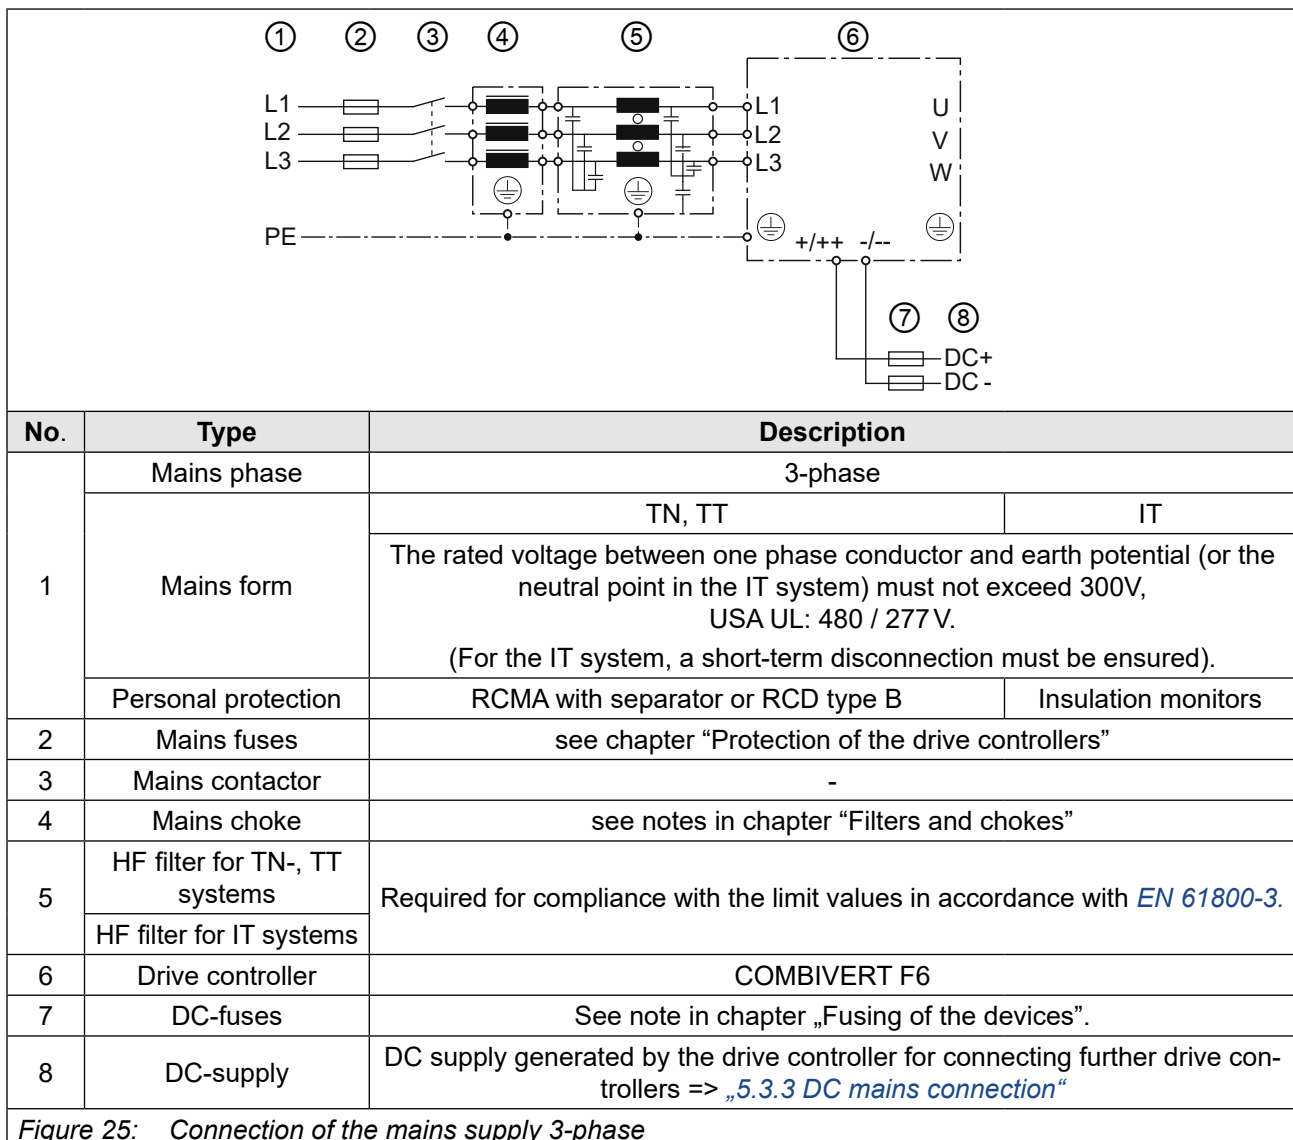 ① ② ③ ④ ⑤ ⑥
L1 L1 U
L2 L2 V
L3 L3 W
PE +/++ -/--
⑦ ⑧
DC+
DC -
No. Type Description
1 Mains phase 3-phase
Mains form TN, TT IT
The rated voltage between one phase conductor and earth potential (or the
neutral point in the IT system) must not exceed 300V,
USA UL: 480 / 277 V.
(For the IT system, a short-term disconnection must be ensured).
Personal protection RCMA with separator or RCD type B Insulation monitors
2 Mains fuses see chapter “Protection of the drive controllers”
3 Mains contactor -
4 Mains choke see notes in chapter “Filters and chokes”
5 HF filter for TN-, TT
systems
Required for compliance with the limit values in accordance with EN 61800-3.
HF filter for IT systems
6 Drive controller COMBIVERT F6
7 DC-fuses See note in chapter „Fusing of the devices”.
8 DC-supply DC supply generated by the drive controller for connecting further drive con-
trollers => „5.3.3 DC mains connection“
Figure 25: Connection of the mains supply 3-phase